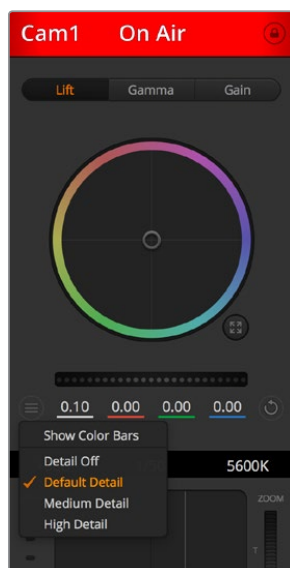 Cam1 On Air
Lift Gamma Gain
0.10 0.00 0.00 0.00
Show Color Bars
Detail Off
5600K
✓ Default Detail
Medium Detail
High Detail
ZOOM
T